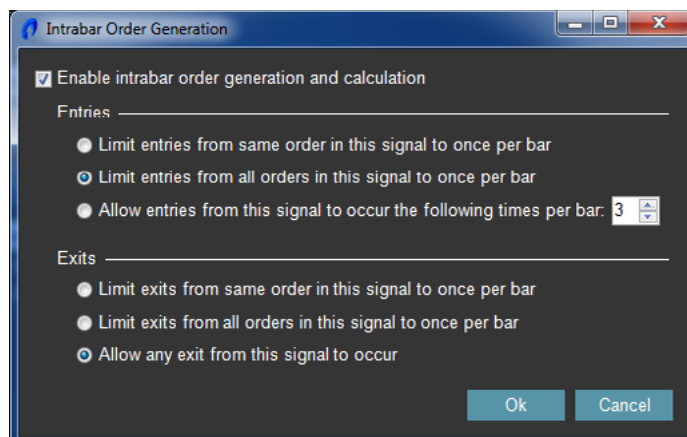 Intrabar Order Generation
Enable intrabar order generation and calculation
Entries
Limit entries from same order in this signal to once per bar
Limit entries from all orders in this signal to once per bar
Allow entries from this signal to occur the following times per bar: 3
Exits
Limit exits from same order in this signal to once per bar
Limit exits from all orders in this signal to once per bar
Allow any exit from this signal to occur
Ok Cancel